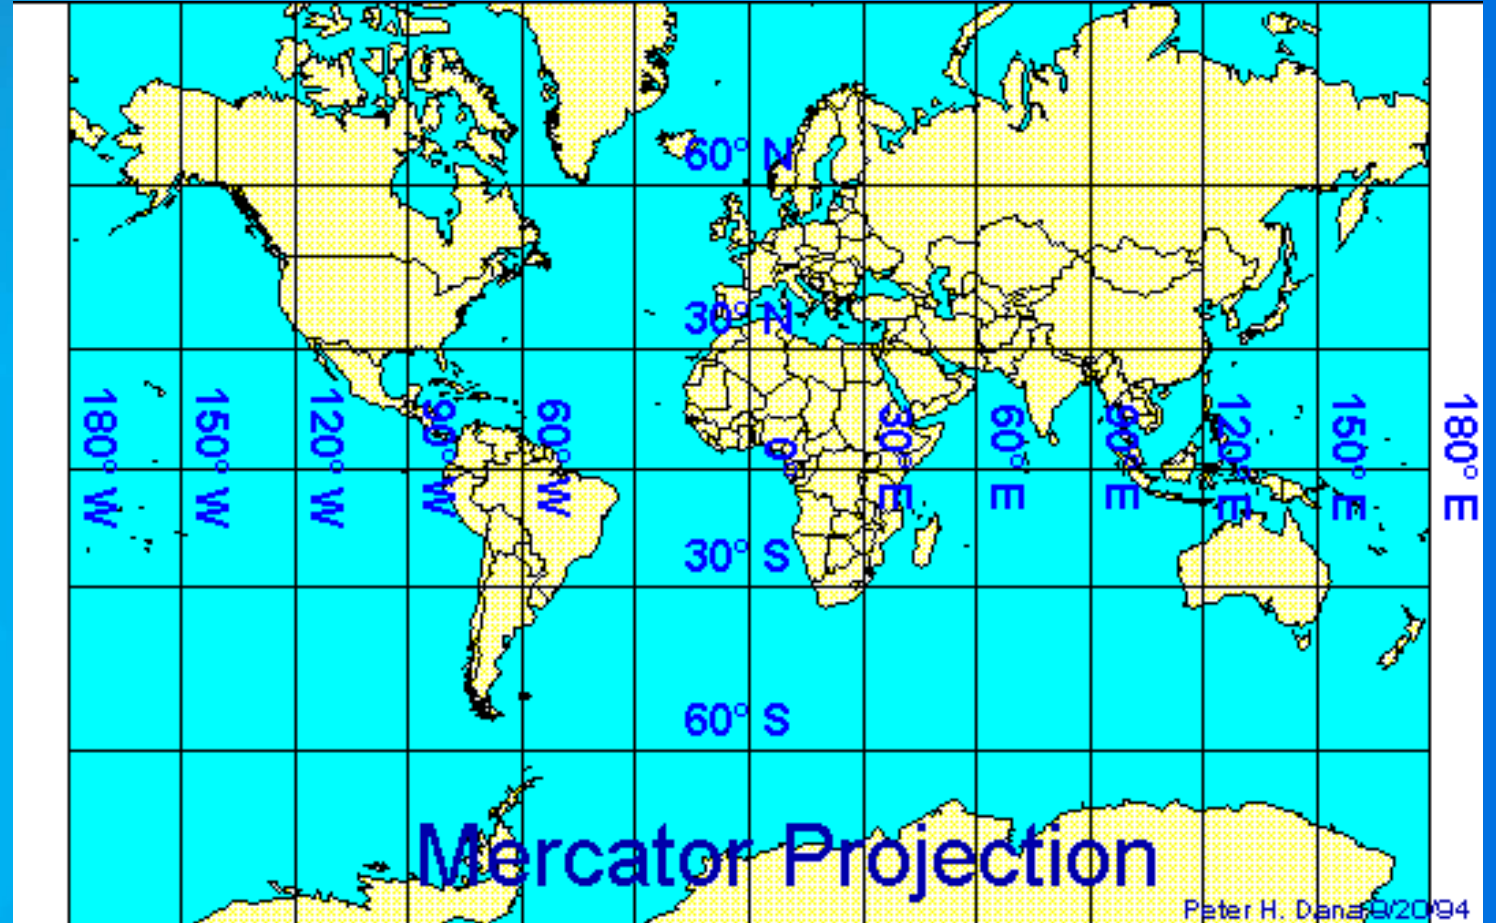 60° N
30° N
180° W
150° W
120° W
90° W
60° W
0°
30° E
60° E
90° E
120° E
150° E
180° E
30° S
60° S
Mercator Projection
Peter H. Dana 9/20/94